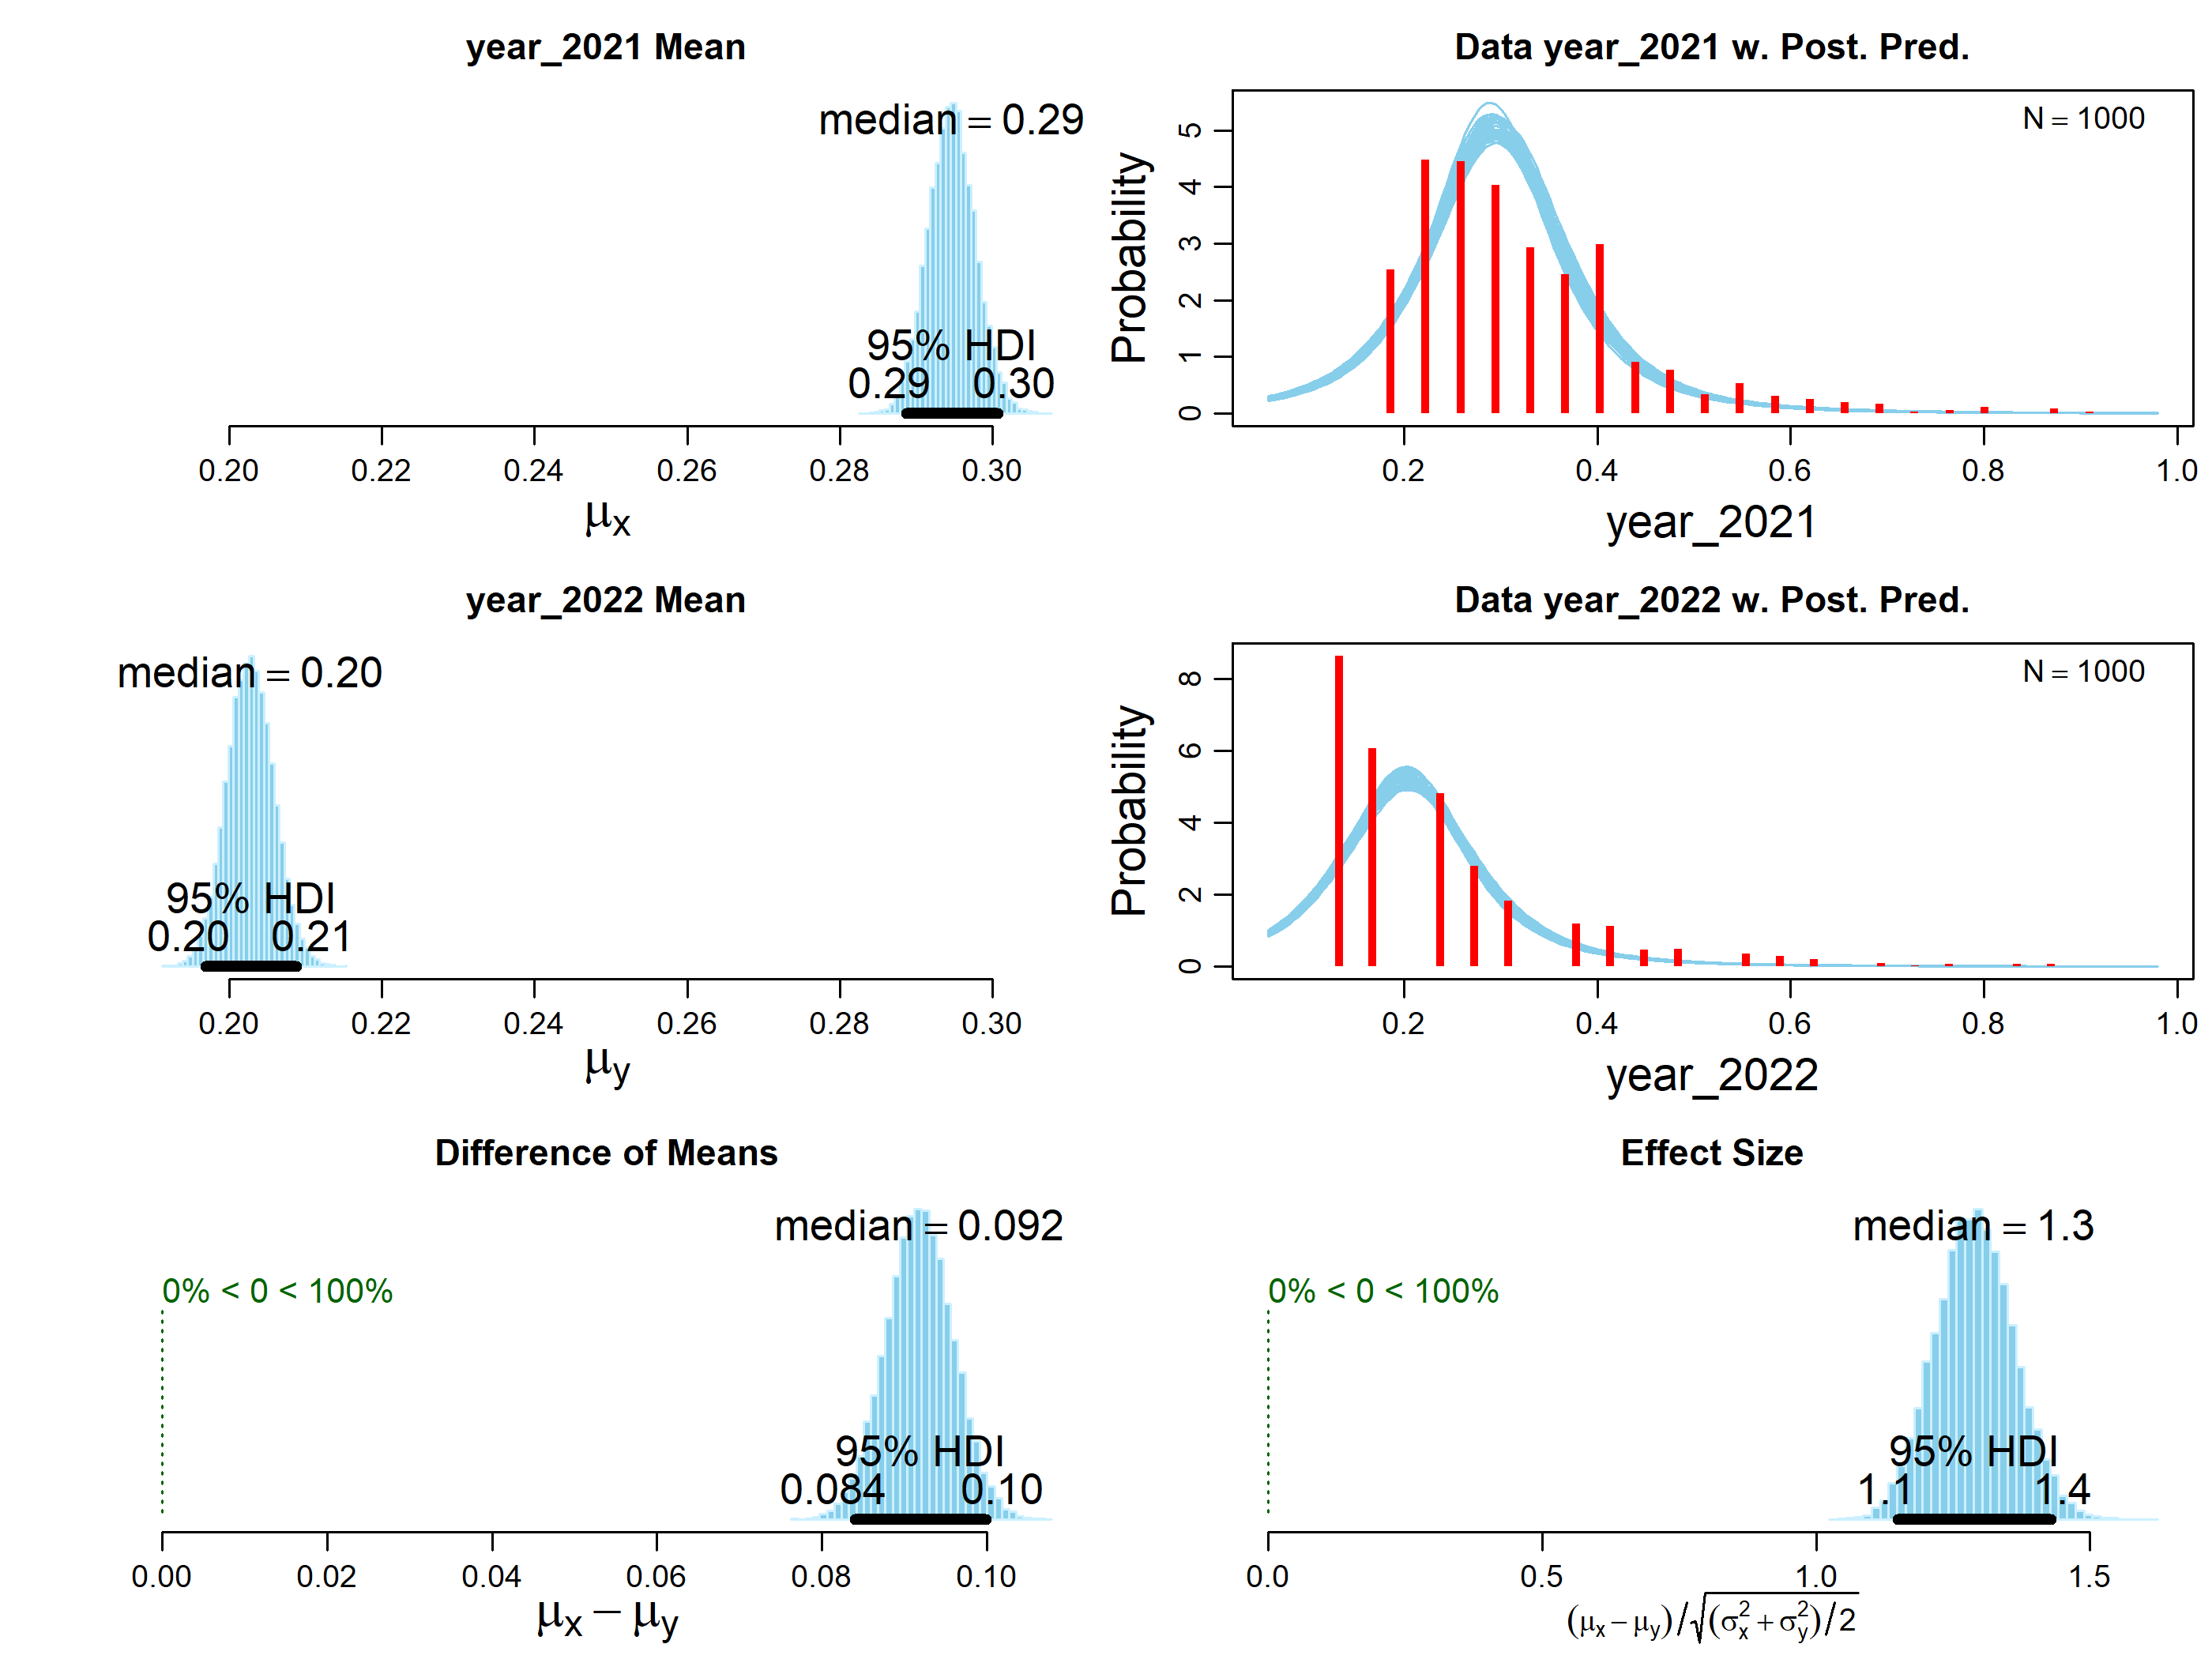 year_2021 Mean
median = 0.29
95% HDI
0.29 0.30
0.20 0.22 0.24 0.26 0.28 0.30
μx
Data year_2021 w. Post. Pred.
N = 1000
Probability
0 1 2 3 4 5
0.2 0.4 0.6 0.8 1.0
year_2021
year_2022 Mean
median = 0.20
95% HDI
0.20 0.21
0.20 0.22 0.24 0.26 0.28 0.30
μy
Data year_2022 w. Post. Pred.
N = 1000
Probability
0 2 4 6 8
0.2 0.4 0.6 0.8 1.0
year_2022
Difference of Means
median = 0.092
0% < 0 < 100%
95% HDI
0.084 0.10
0.00 0.02 0.04 0.06 0.08 0.10
μx − μy
Effect Size
median = 1.3
0% < 0 < 100%
95% HDI
1.1 1.4
0.0 0.5 1.0 1.5
(μx − μy)/√(σx² + σy²)/2